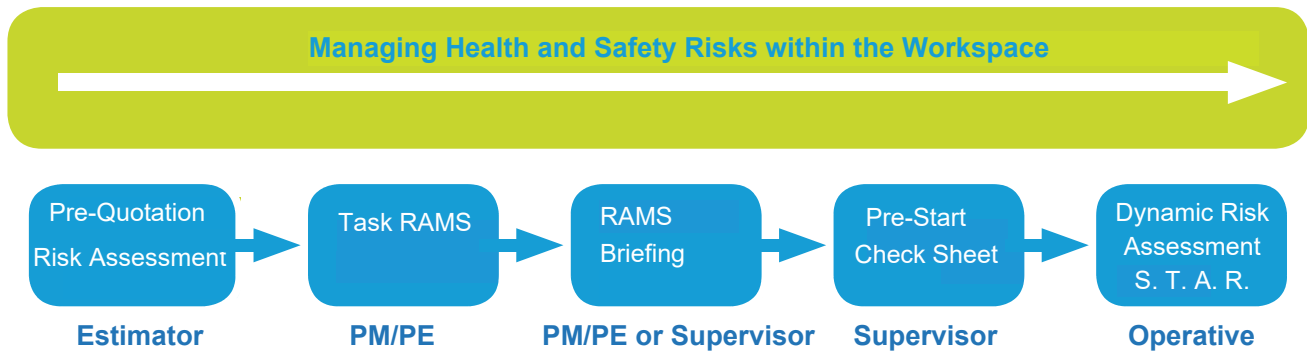 Managing Health and Safety Risks within the Workspace
Pre-Quotation
Risk Assessment
Task RAMS
RAMS
Briefing
Pre-Start
Check Sheet
Dynamic Risk
Assessment
S. T. A. R.
Estimator
PM/PE
PM/PE or Supervisor
Supervisor
Operative